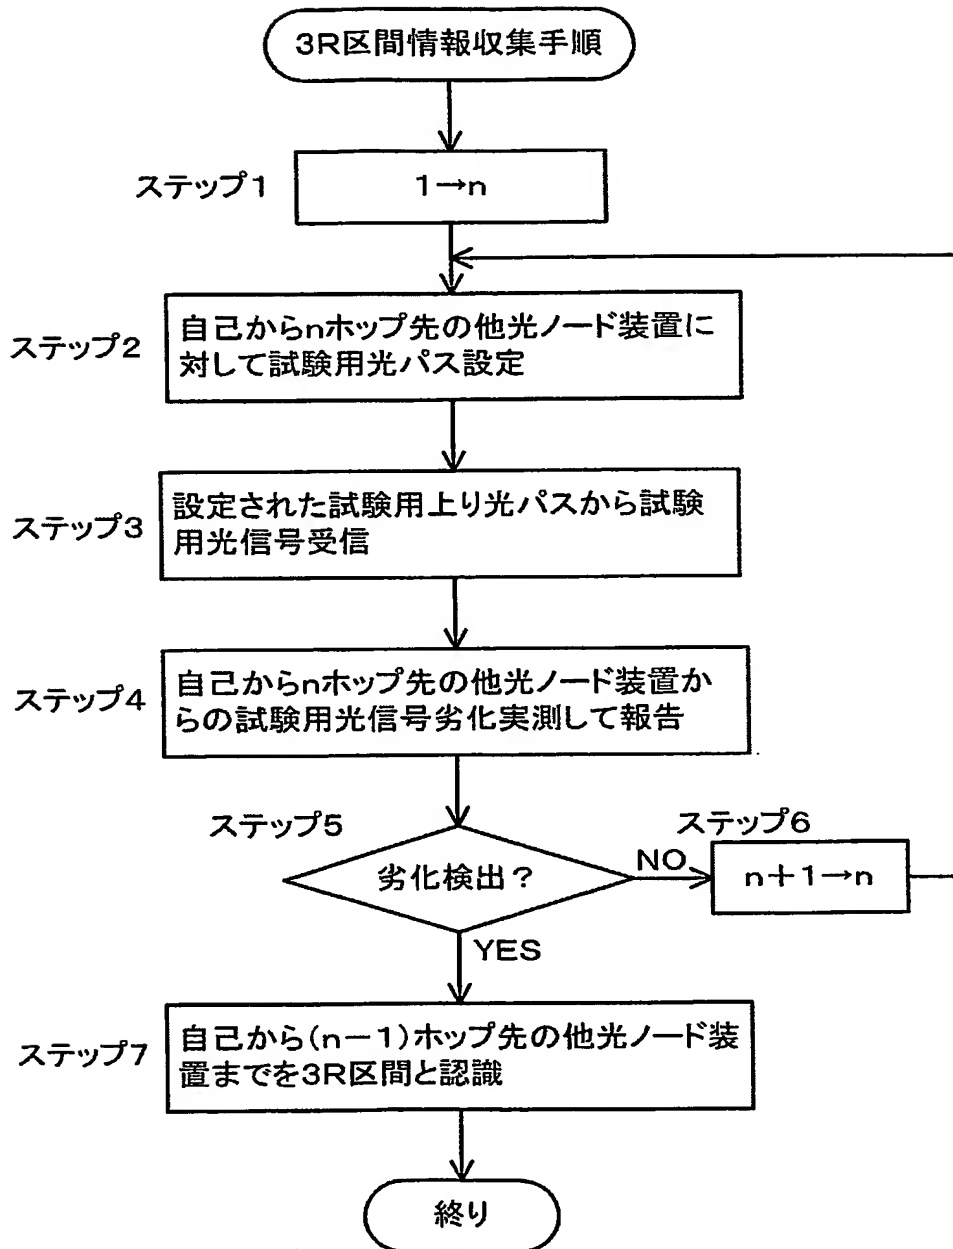 3R区間情報収集手順
ステップ1
1→n
ステップ2
自己からnホップ先の他光ノード装置に
対して試験用光パス設定
ステップ3
設定された試験用上り光パスから試験
用光信号受信
ステップ4
自己からnホップ先の他光ノード装置か
らの試験用光信号劣化実測して報告
ステップ5
劣化検出?
NO
ステップ6
n+1→n
YES
ステップ7
自己から(n-1)ホップ先の他光ノード装
置までを3R区間と認識
終り